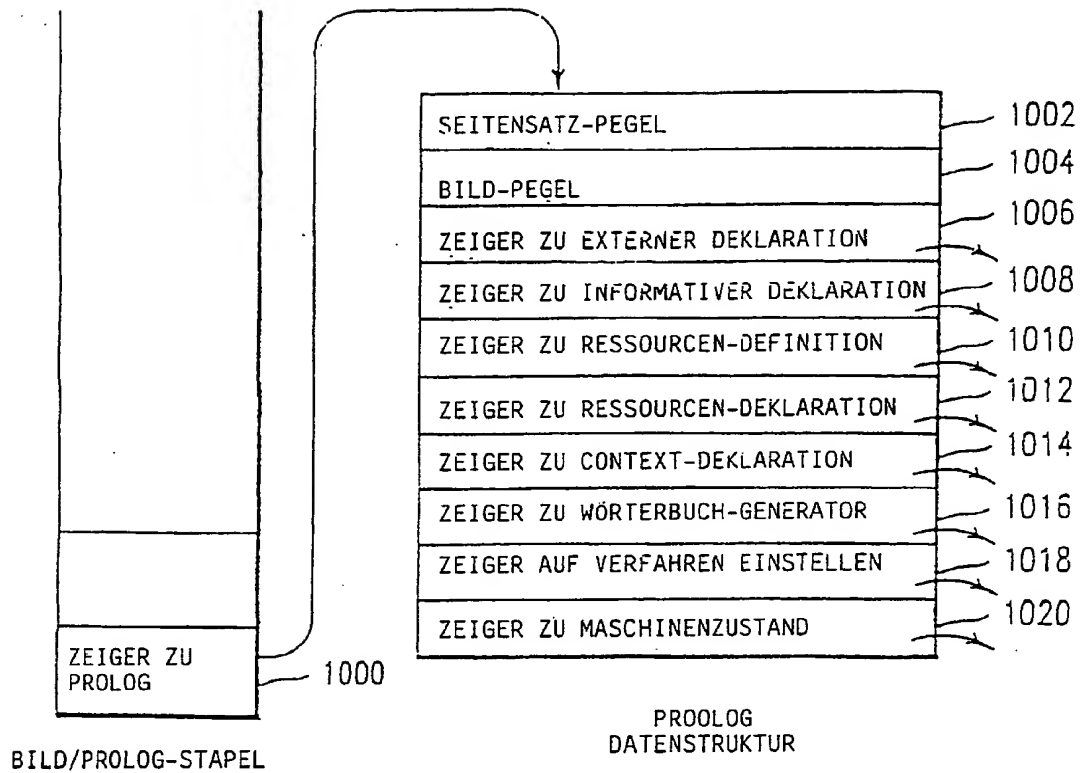 SEITENSATZ-PEGEL
1002
BILD-PEGEL
1004
ZEIGER ZU EXTERNER DEKLARATION
1006
ZEIGER ZU INFORMATIVER DEKLARATION
1008
ZEIGER ZU RESSOURCEN-DEFINITION
1010
ZEIGER ZU RESSOURCEN-DEKLARATION
1012
ZEIGER ZU CONTEXT-DEKLARATION
1014
ZEIGER ZU WÖRTERBUCH-GENERATOR
1016
ZEIGER AUF VERFAHREN EINSTELLEN
1018
ZEIGER ZU MASCHINENZUSTAND
1020
ZEIGER ZU
PROLOG
1000
BILD/PROLOG-STAPEL
PROOLOG
DATENSTRUKTUR